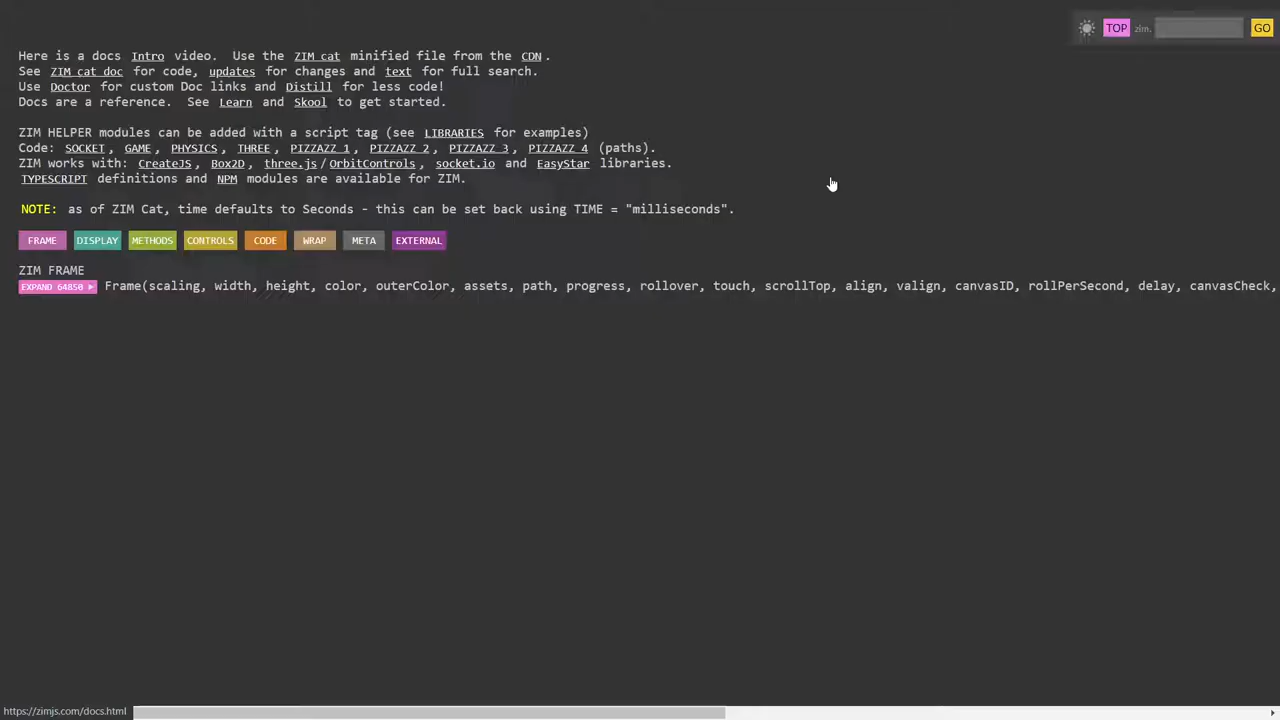 TOP zim. GO
Here is a docs Intro video. Use the ZIM cat minified file from the CDN.
See ZIM cat doc for code, updates for changes and text for full search.
Use Doctor for custom Doc links and Distill for less code!
Docs are a reference. See Learn and Skool to get started.
ZIM HELPER modules can be added with a script tag (see LIBRARIES for examples)
Code: SOCKET, GAME, PHYSICS, THREE, PIZZAZZ 1, PIZZAZZ 2, PIZZAZZ 3, PIZZAZZ 4 (paths).
ZIM works with: CreateJS, Box2D, three.js/OrbitControls, socket.io and EasyStar libraries.
TYPESCRIPT definitions and NPM modules are available for ZIM.
NOTE: as of ZIM Cat, time defaults to Seconds - this can be set back using TIME = "milliseconds".
FRAME DISPLAY METHODS CONTROLS CODE WRAP META EXTERNAL
ZIM FRAME
EXPAND 64850 ► Frame(scaling, width, height, color, outerColor, assets, path, progress, rollover, touch, scrollTop, align, valign, canvasID, rollPerSecond, delay, canvasCheck,
https://zimjs.com/docs.html